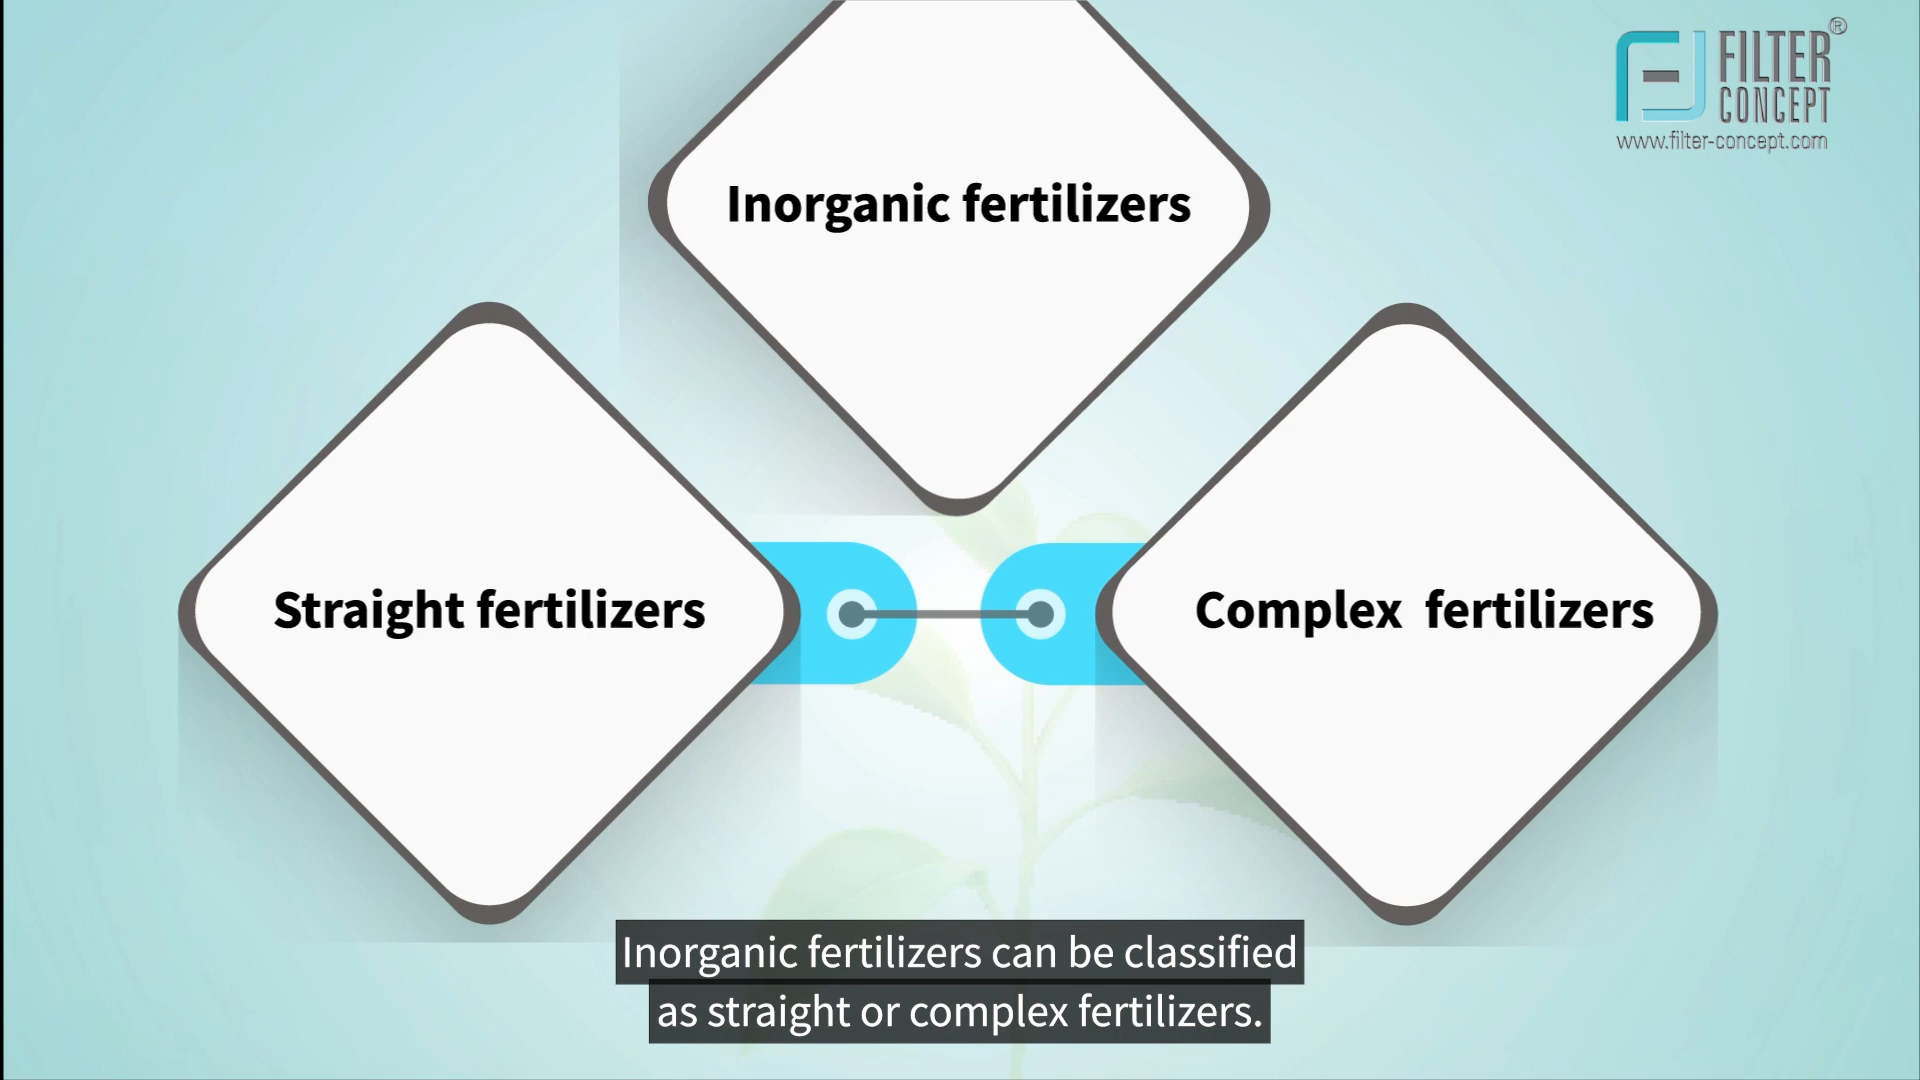 FILTER®
CONCEPT
www.filter-concept.com
Inorganic fertilizers
Straight fertilizers
Complex  fertilizers
Inorganic fertilizers can be classified
as straight or complex fertilizers.